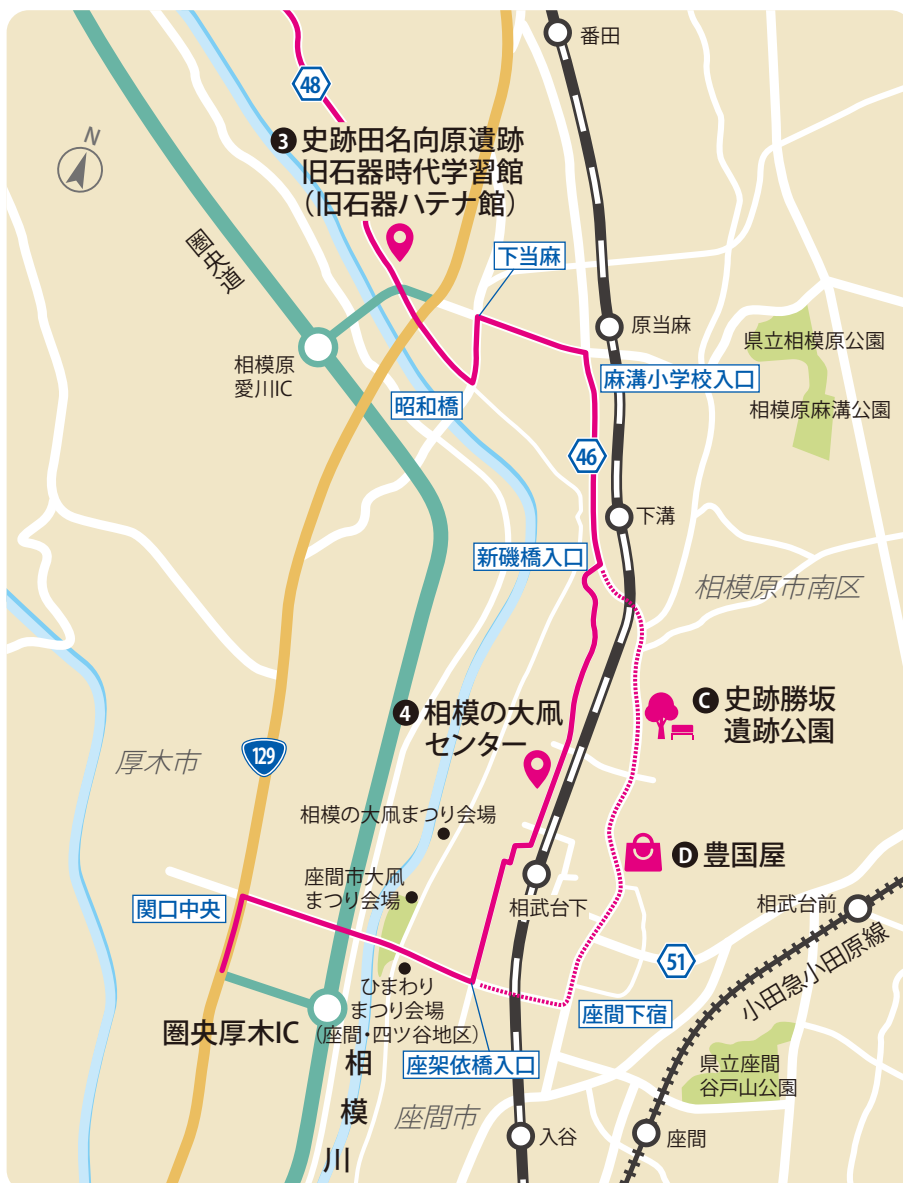 番田
48
N
❸ 史跡田名向原遺跡
旧石器時代学習館
（旧石器ハテナ館）
圏央道
下当麻
原当麻
県立相模原公園
相模原
愛川IC
麻溝小学校入口
昭和橋
相模原麻溝公園
46
下溝
新磯橋入口
相模原市南区
❹ 相模の大凧
センター
C 史跡勝坂
遺跡公園
129
厚木市
相模の大凧まつり会場
D 豊国屋
座間市大凧
まつり会場
相武台下
相武台前
関口中央
51
小田急小田原線
ひまわり
まつり会場
（座間・四ツ谷地区）
座間下宿
圏央厚木IC
座架依橋入口
相模川
県立座間
谷戸山公園
座間市
入谷
座間